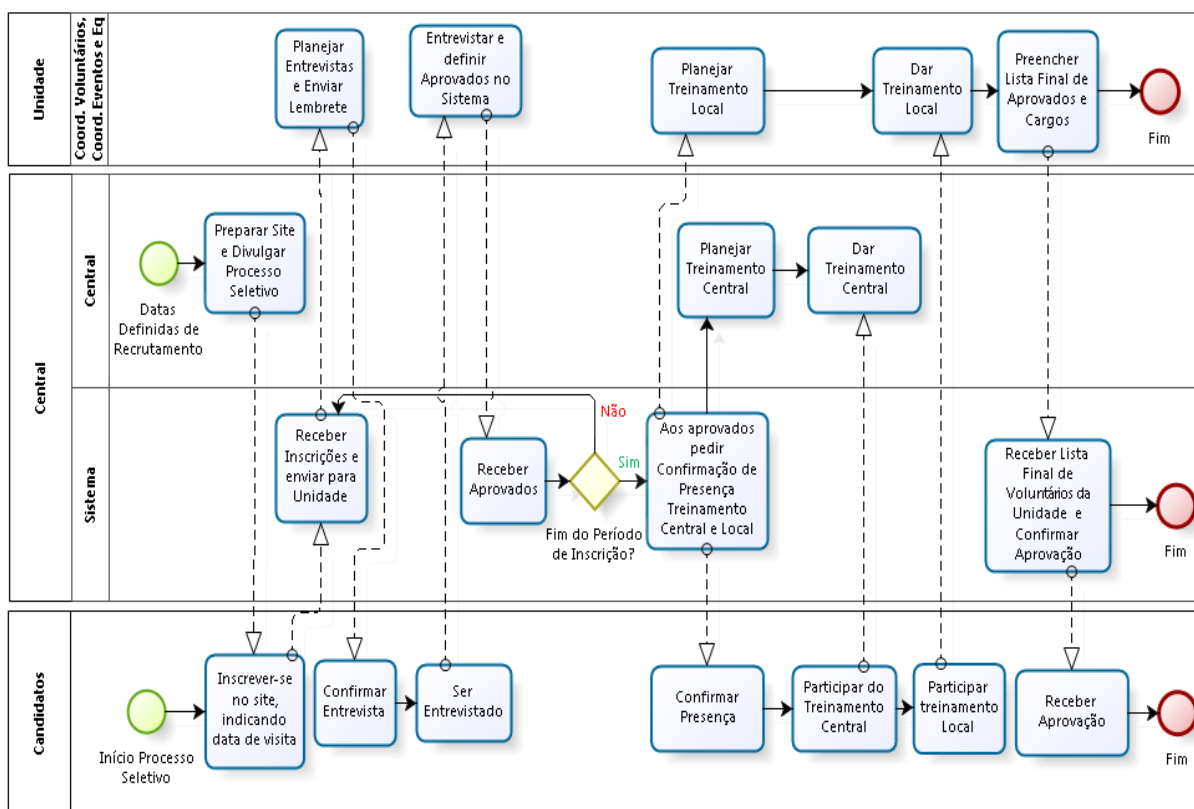 Unidade
Coord. Voluntários,
Coord. Eventos e Eq
Planejar
Entrevistas
e Enviar
Lembrete
Entrevistar e
definir
Aprovados no
Sistema
Planejar
Treinamento
Local
Dar
Treinamento
Local
Preencher
Lista Final de
Aprovados e
Cargos
Fim
Central
Central
Datas
Definidas de
Recrutamento
Preparar Site
e Divulgar
Processo
Seletivo
Planejar
Treinamento
Central
Dar
Treinamento
Central
Sistema
Receber
Inscrições e
enviar para
Unidade
Receber
Aprovados
Não
Sim
Fim do Período
de Inscrição?
Aos aprovados
pedir
Confirmação de
Presença
Treinamento
Central e Local
Receber Lista
Final de
Voluntários da
Unidade e
Confirmar
Aprovação
Fim
Candidatos
Início Processo
Seletivo
Inscrever-se
no site,
indicando
data de visita
Confirmar
Entrevista
Ser
Entrevistado
Confirmar
Presença
Participar do
Treinamento
Central
Participar
treinamento
Local
Receber
Aprovação
Fim